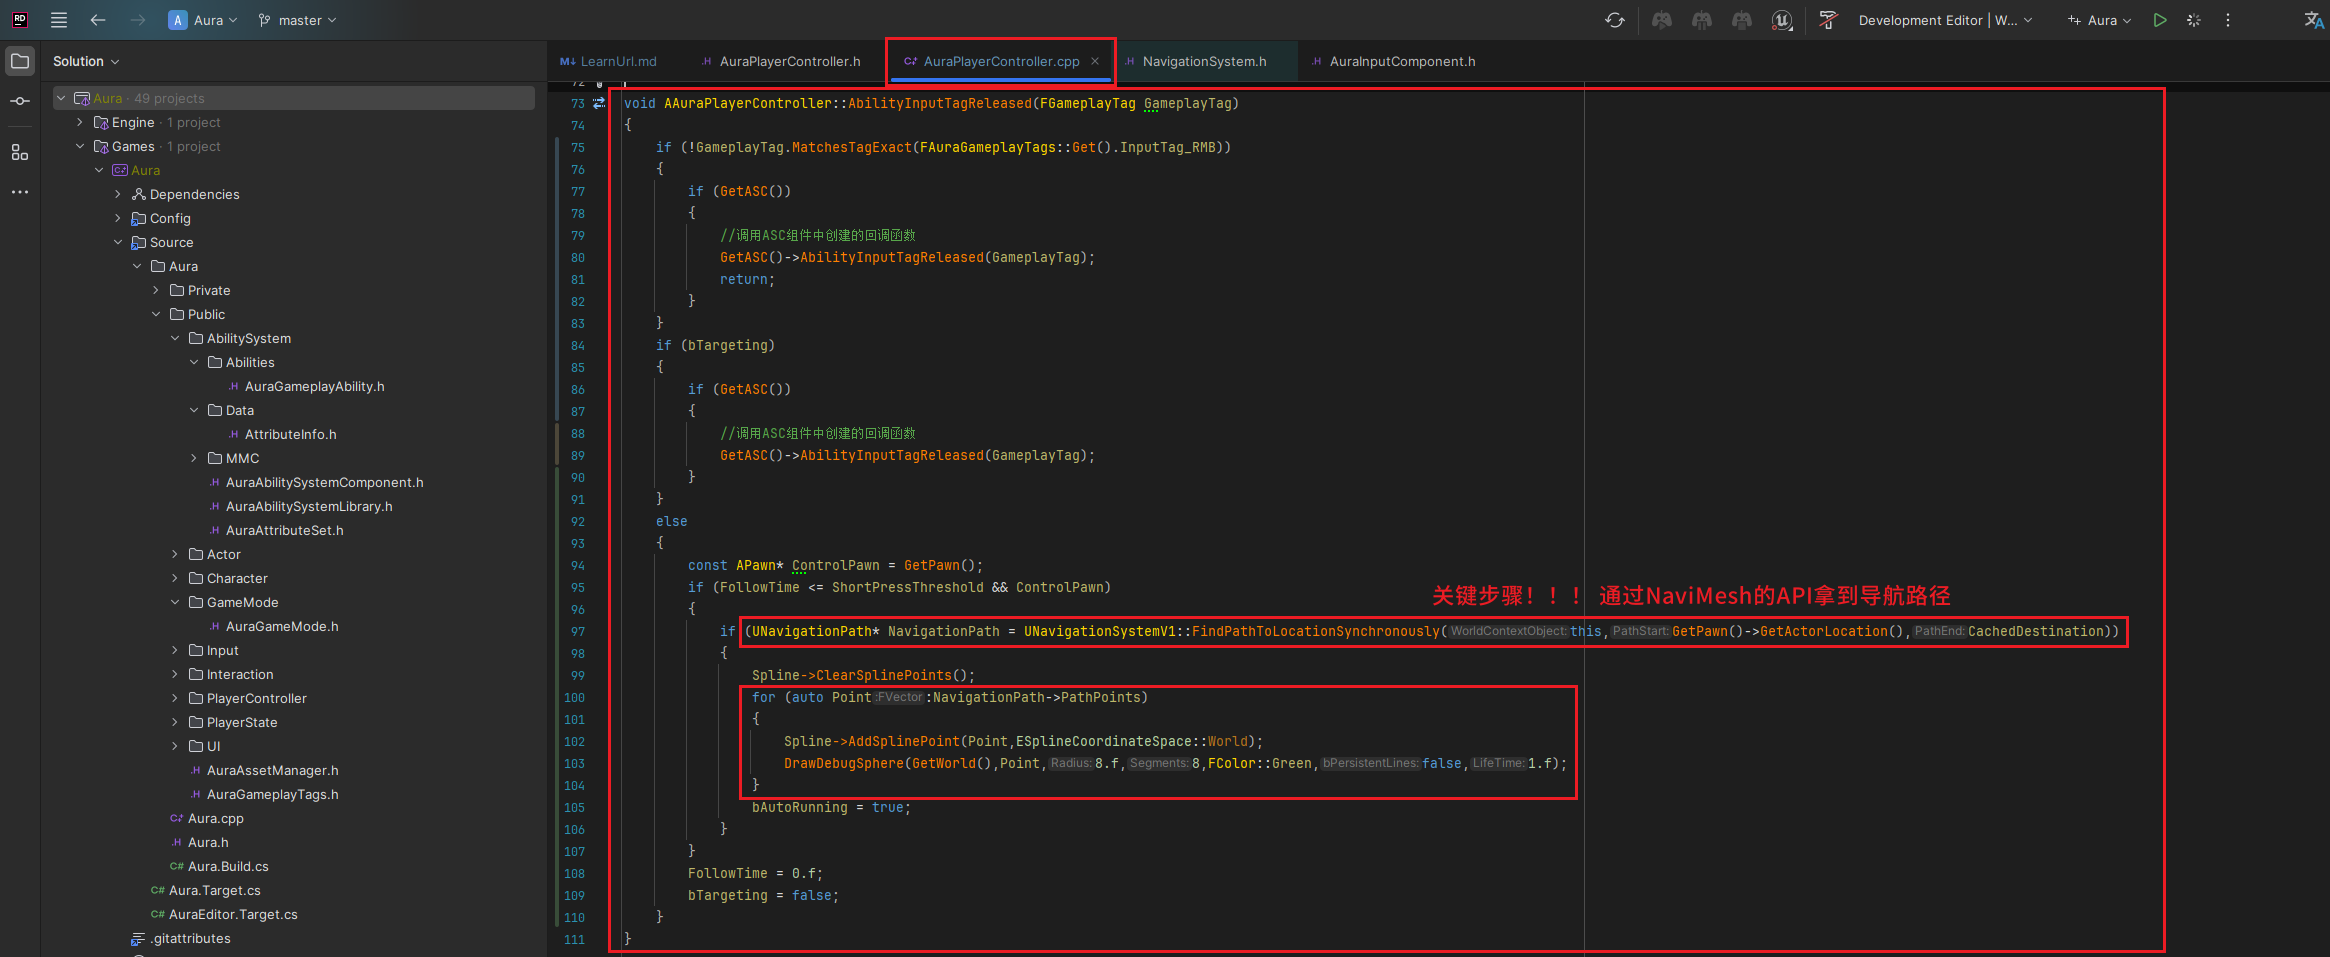 RD
A Aura
master
Development Editor | W...
Aura
Solution
LearnUrl.md
AuraPlayerController.h
AuraPlayerController.cpp
NavigationSystem.h
AuraInputComponent.h
Aura · 49 projects
Engine · 1 project
Games · 1 project
Aura
Dependencies
Config
Source
Aura
Private
Public
AbilitySystem
Abilities
AuraGameplayAbility.h
Data
AttributeInfo.h
MMC
AuraAbilitySystemComponent.h
AuraAbilitySystemLibrary.h
AuraAttributeSet.h
Actor
Character
GameMode
AuraGameMode.h
Input
Interaction
PlayerController
PlayerState
UI
AuraAssetManager.h
AuraGameplayTags.h
Aura.cpp
Aura.h
Aura.Build.cs
Aura.Target.cs
AuraEditor.Target.cs
.gitattributes
72
73 void AAuraPlayerController::AbilityInputTagReleased(FGameplayTag GameplayTag)
74 {
75 if (!GameplayTag.MatchesTagExact(FAuraGameplayTags::Get().InputTag_RMB))
76 {
77 if (GetASC())
78 {
79 //调用ASC组件中创建的回调函数
80 GetASC()->AbilityInputTagReleased(GameplayTag);
81 return;
82 }
83 }
84 if (bTargeting)
85 {
86 if (GetASC())
87 {
88 //调用ASC组件中创建的回调函数
89 GetASC()->AbilityInputTagReleased(GameplayTag);
90 }
91 }
92 else
93 {
94 const APawn* ControlPawn = GetPawn();
95 if (FollowTime <= ShortPressThreshold && ControlPawn)
关键步骤！！！ 通过NaviMesh的API拿到导航路径
96 {
97 if (UNavigationPath* NavigationPath = UNavigationSystemV1::FindPathToLocationSynchronously(WorldContextObject:this,PathStart:GetPawn()->GetActorLocation(),PathEnd:CachedDestination))
98 {
99 Spline->ClearSplinePoints();
100 for (auto Point:FVector:NavigationPath->PathPoints)
101 {
102 Spline->AddSplinePoint(Point,ESplineCoordinateSpace::World);
103 DrawDebugSphere(GetWorld(),Point,Radius:8.f,Segments:8,FColor::Green,bPersistentLines:false,LifeTime:1.f);
104 }
105 bAutoRunning = true;
106 }
107 }
108 FollowTime = 0.f;
109 bTargeting = false;
110 }
111 }